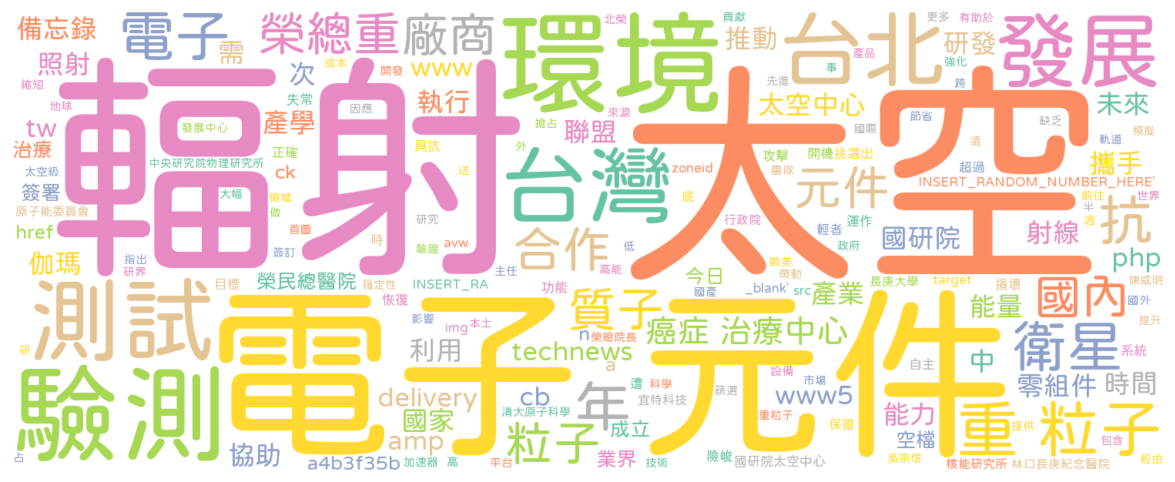 備忘錄 電子 需 榮總重 廠商 環境 北榮 貢獻 更多 有助於
推動 台北 研發 發展
照射 次 成本 開發 www 產品 強化
縮短 失常 因應 執行 來源 事 先進 跨
地球 輻射 太空 太空中心 節省 未來
tw 發展中心 產學 擔占 聯盟 國際 缺乏 軌道 模擬
治療 中央研究院物理研究所 正確 具抗 外 台灣 攻擊 開機 挑選出 遠 攜手
太空級 大幅 ck 送 zoneid 團隊 超過 INSERT_RANDOM_NUMBER_HERE'
簽署 領域 底 元件 前往 世界
原子能委員會 做 研究 行政院 輕者 運作 半 過 抗
href 首圖 時 驗證 avw 合作 低 歐美 政府 國研院 射線 php
伽瑪 指出 簽訂 主任 高能 帶動
研界 目標 榮民總醫院 穩定性 INSERT_RA 功能 今日 國產 _blank' src 產業 長庚大學 target 損壞 陳威明
測試 電子元件 恢復 影響 img 本土 質子 n 榮總院長 癌症 治療中心 能量 國內 國外 提升
研 利用 technews a 設備 自主 中 衛星 系統
驗測 delivery cb 年 遭 科學 市場 www5 零組件 時間
國家 清大原子科學 宜特科技 篩選 重粒子 保證 能力 重 提供 粒子
amp 粒子 成立 空檔 包含
占 協助 a4b3f35b 加速器 高 平台 業界 技術 險峻 國研院太空中心 吳宗信 核能研究所 林口長庚紀念醫院 經由